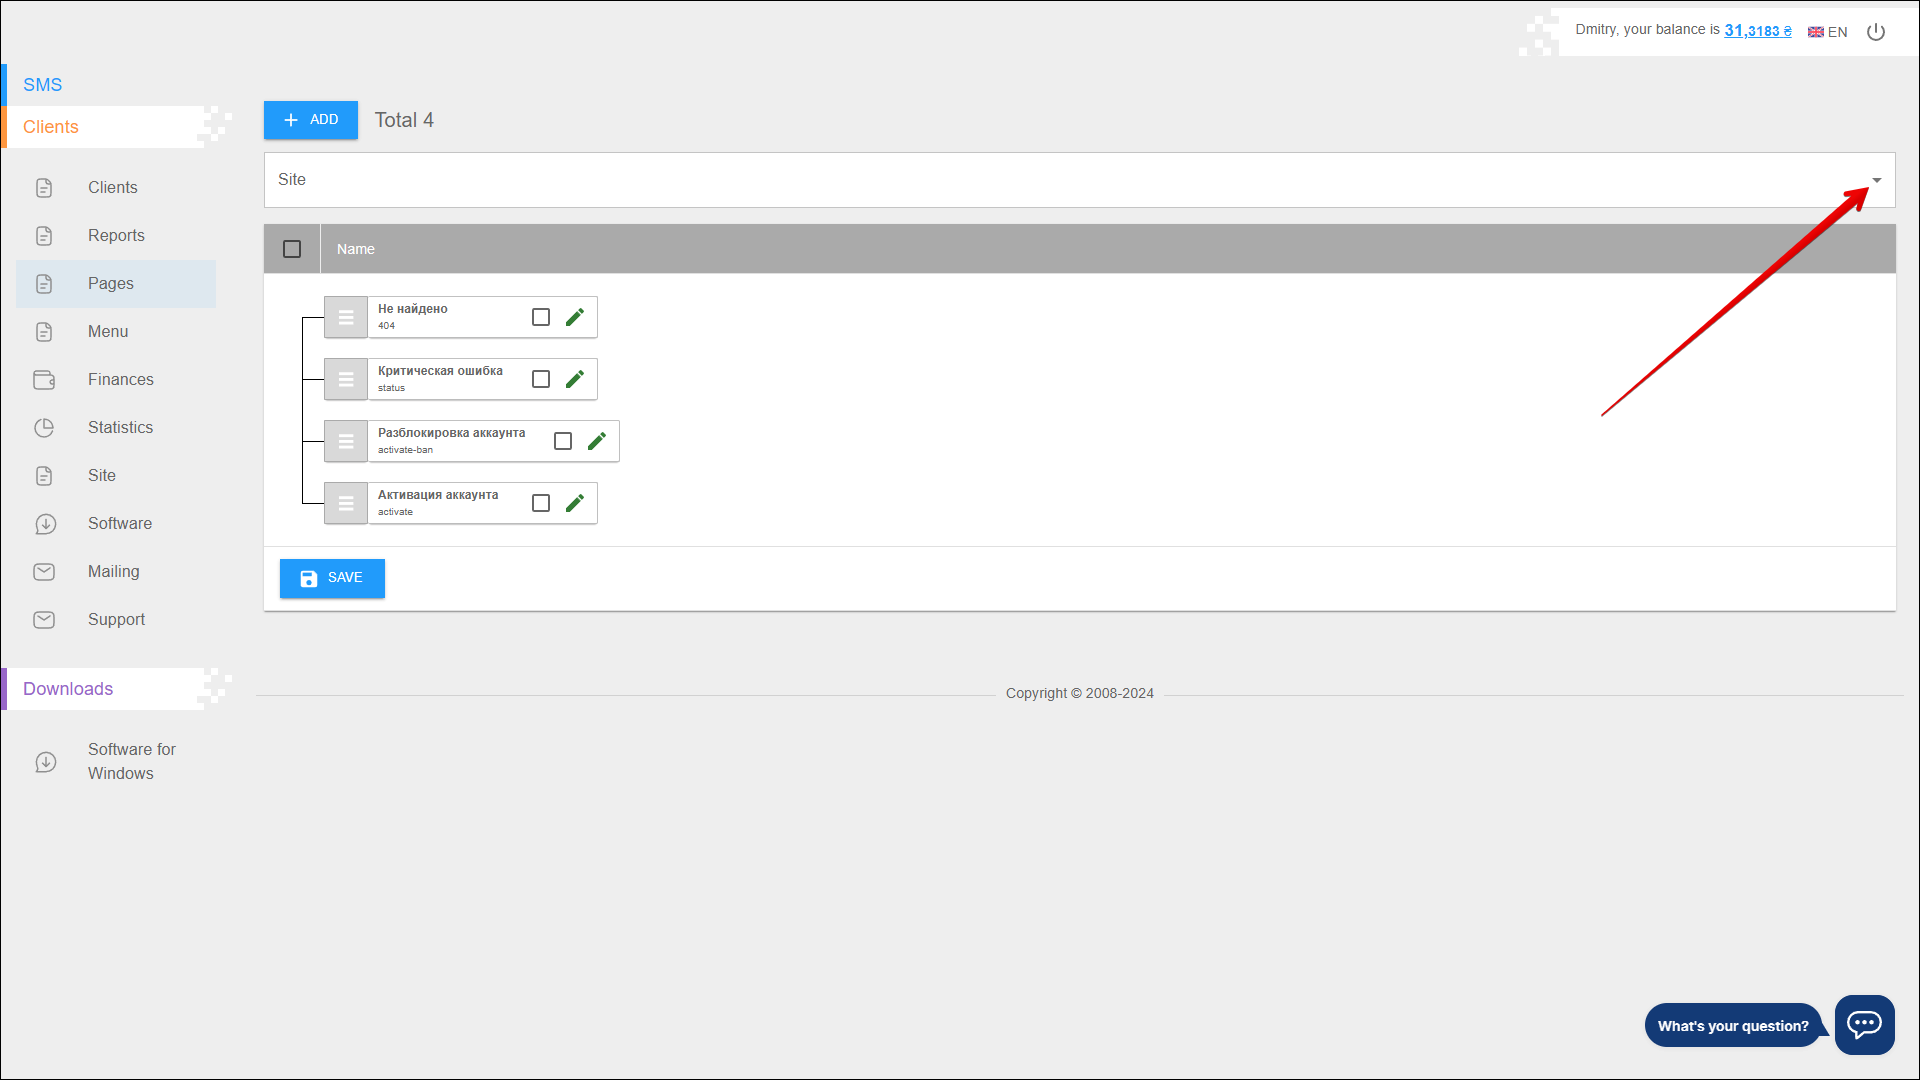 Dmitry, your balance is 31,3183 ₴ EN
SMS
Clients
Clients
Reports
Pages
Menu
Finances
Statistics
Site
Software
Mailing
Support
Downloads
Software for
Windows
ADD Total 4
Site
Name
Не найдено
404
Критическая ошибка
status
Разблокировка аккаунта
activate-ban
Активация аккаунта
activate
SAVE
Copyright © 2008-2024
What's your question?